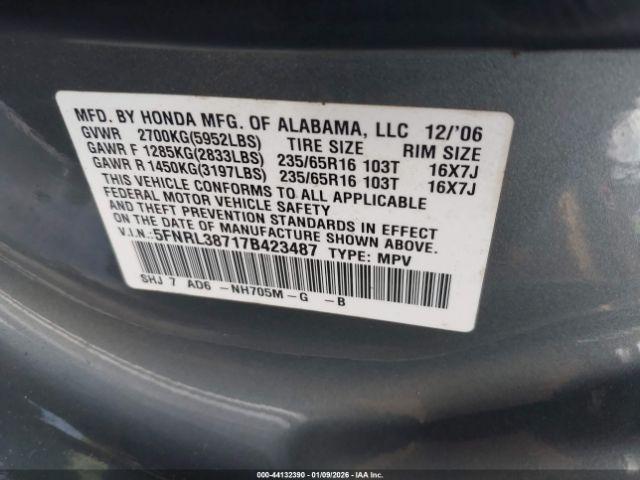 MFD. BY HONDA MFG. OF ALABAMA, LLC 12/'06
GVWR 2700KG(5952LBS) TIRE SIZE RIM SIZE
GAWR F 1285KG(2833LBS) 235/65R16 103T 16X7J
GAWR R 1450KG(3197LBS) 235/65R16 103T 16X7J
THIS VEHICLE CONFORMS TO ALL APPLICABLE
FEDERAL MOTOR VEHICLE SAFETY
AND THEFT PREVENTION STANDARDS IN EFFECT
ON THE DATE OF MANUFACTURE SHOWN ABOVE.
V.I.N.:5FNRL38717B423487 TYPE: MPV
SHJ 7 AD6 -NH705M-G -B
000-44132390 - 01/09/2026 - IAAI.COM